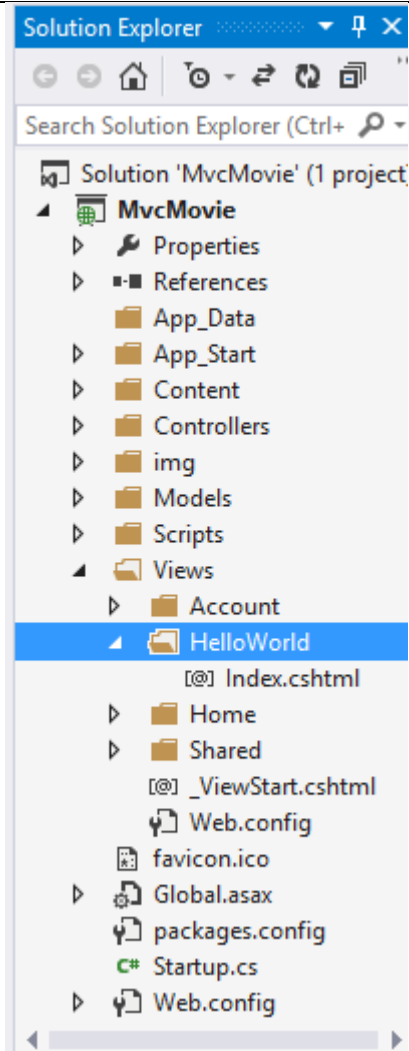 Solution Explorer
Search Solution Explorer (Ctrl+
Solution 'MvcMovie' (1 project)
MvcMovie
Properties
References
App_Data
App_Start
Content
Controllers
img
Models
Scripts
Views
Account
HelloWorld
[@] Index.cshtml
Home
Shared
[@] _ViewStart.cshtml
Web.config
favicon.ico
Global.asax
packages.config
C# Startup.cs
Web.config